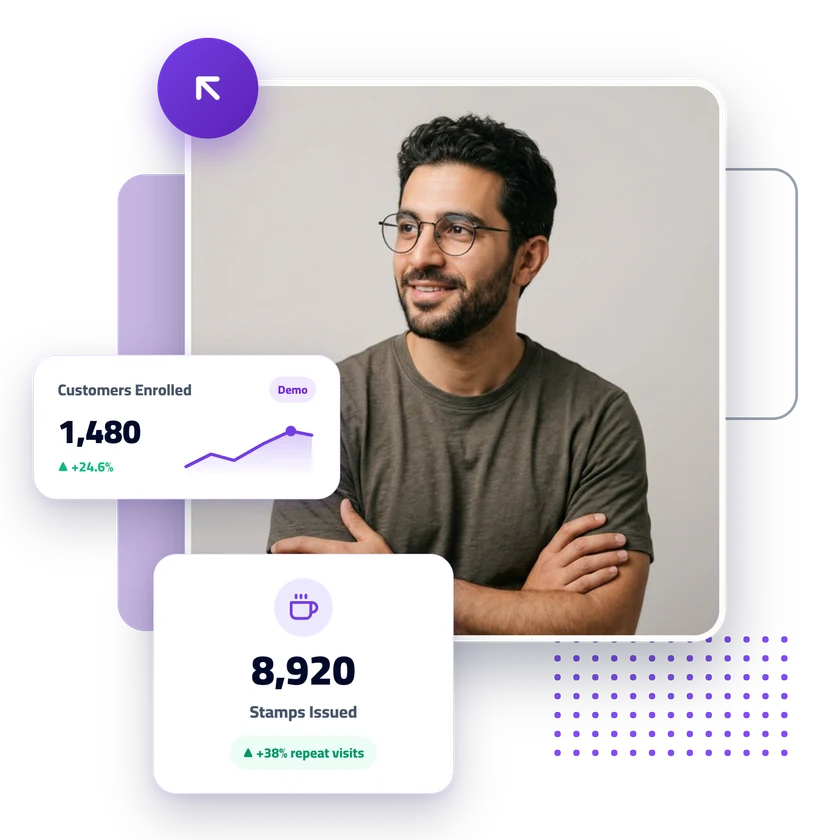 Customers Enrolled
Demo
1,480
▲ +24.6%
8,920
Stamps Issued
▲ +38% repeat visits